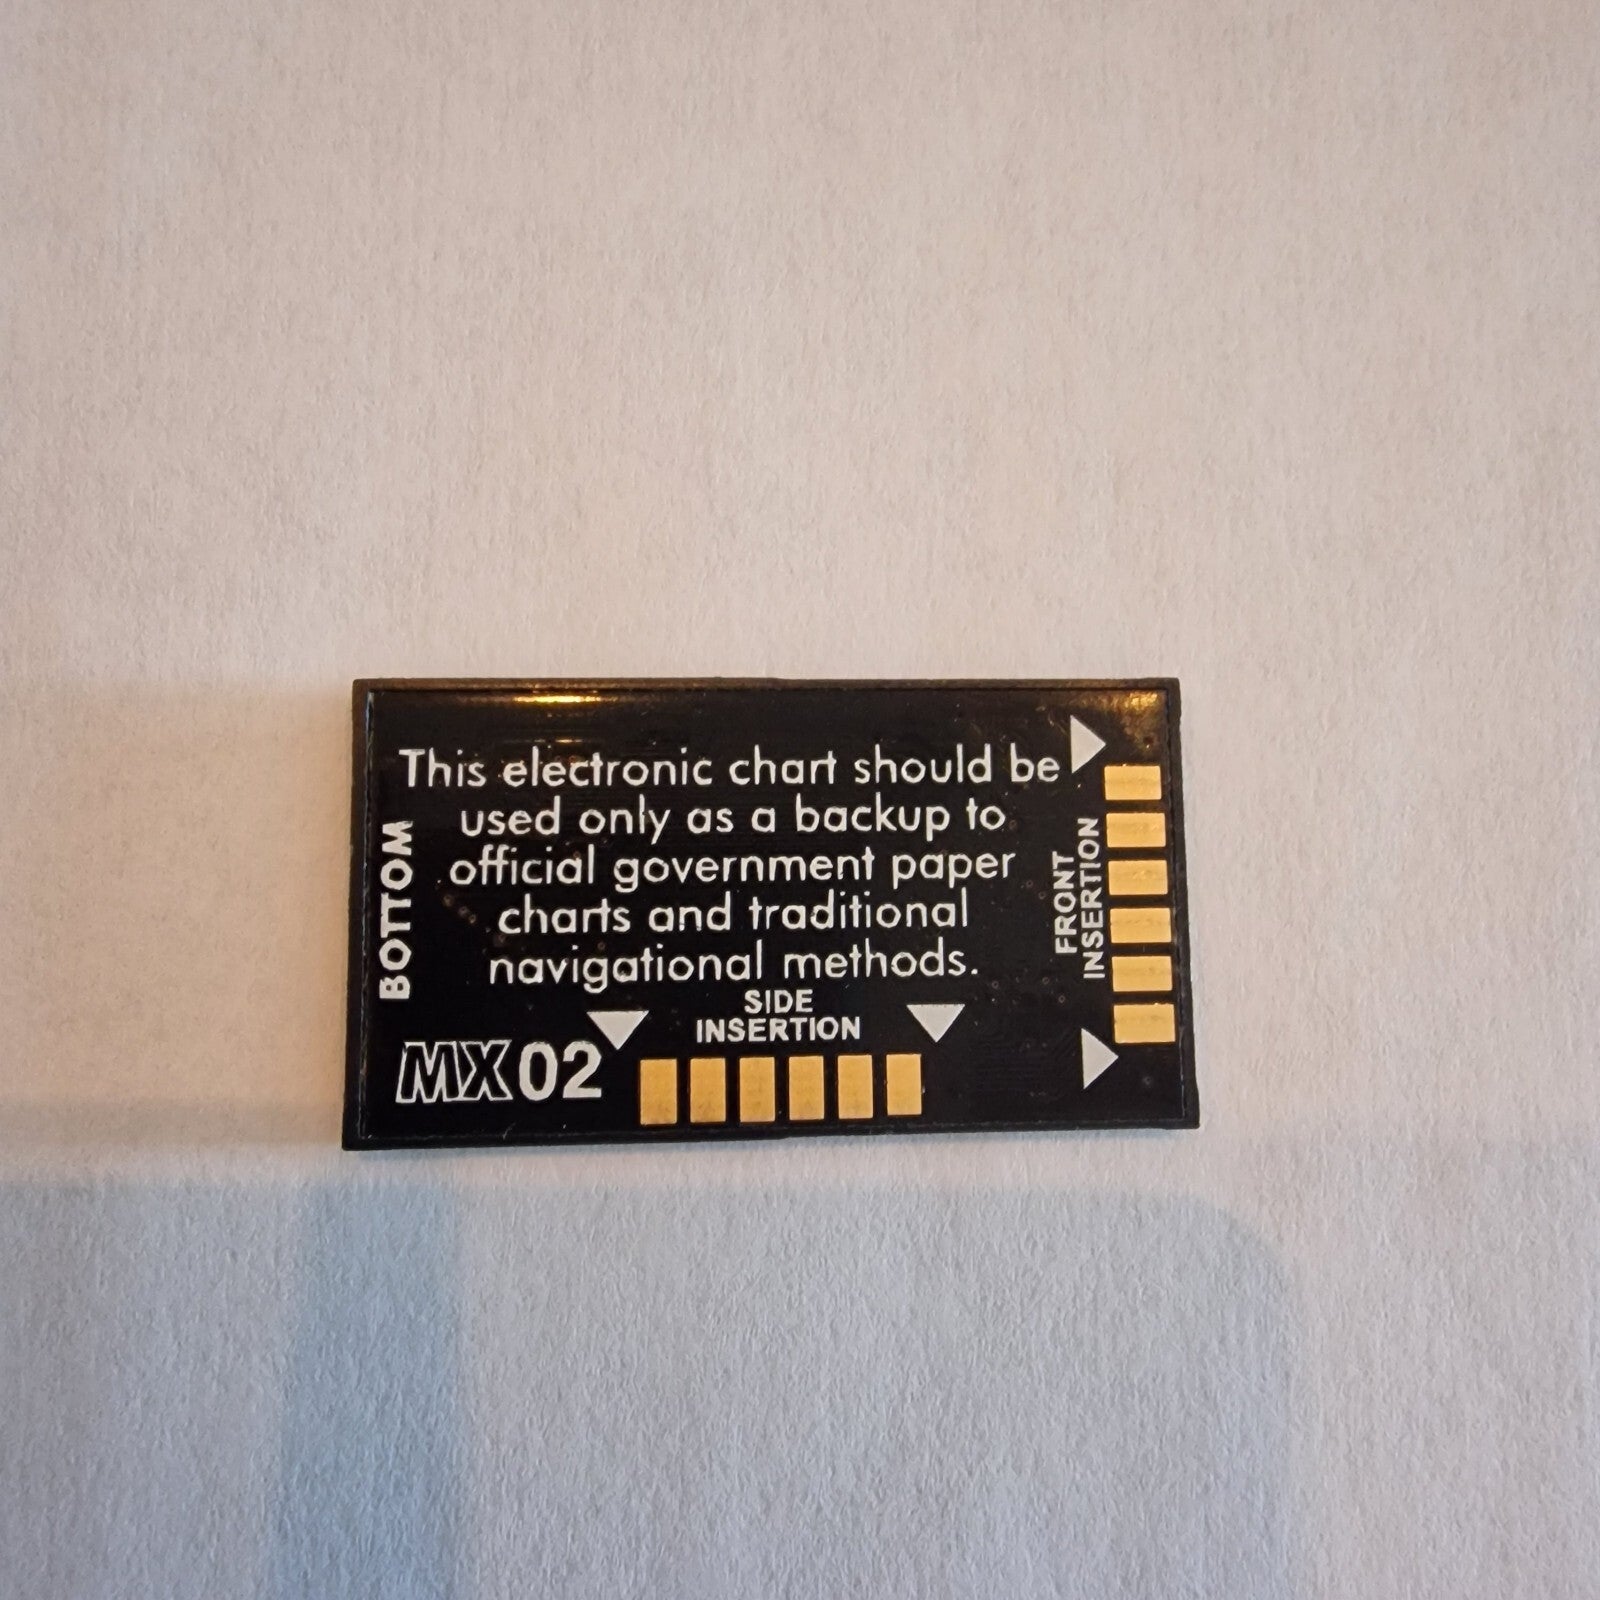 This electronic chart should be
used only as a backup to
official government paper
charts and traditional
navigational methods.
BOTTOM
FRONT
INSERTION
SIDE
INSERTION
MX02